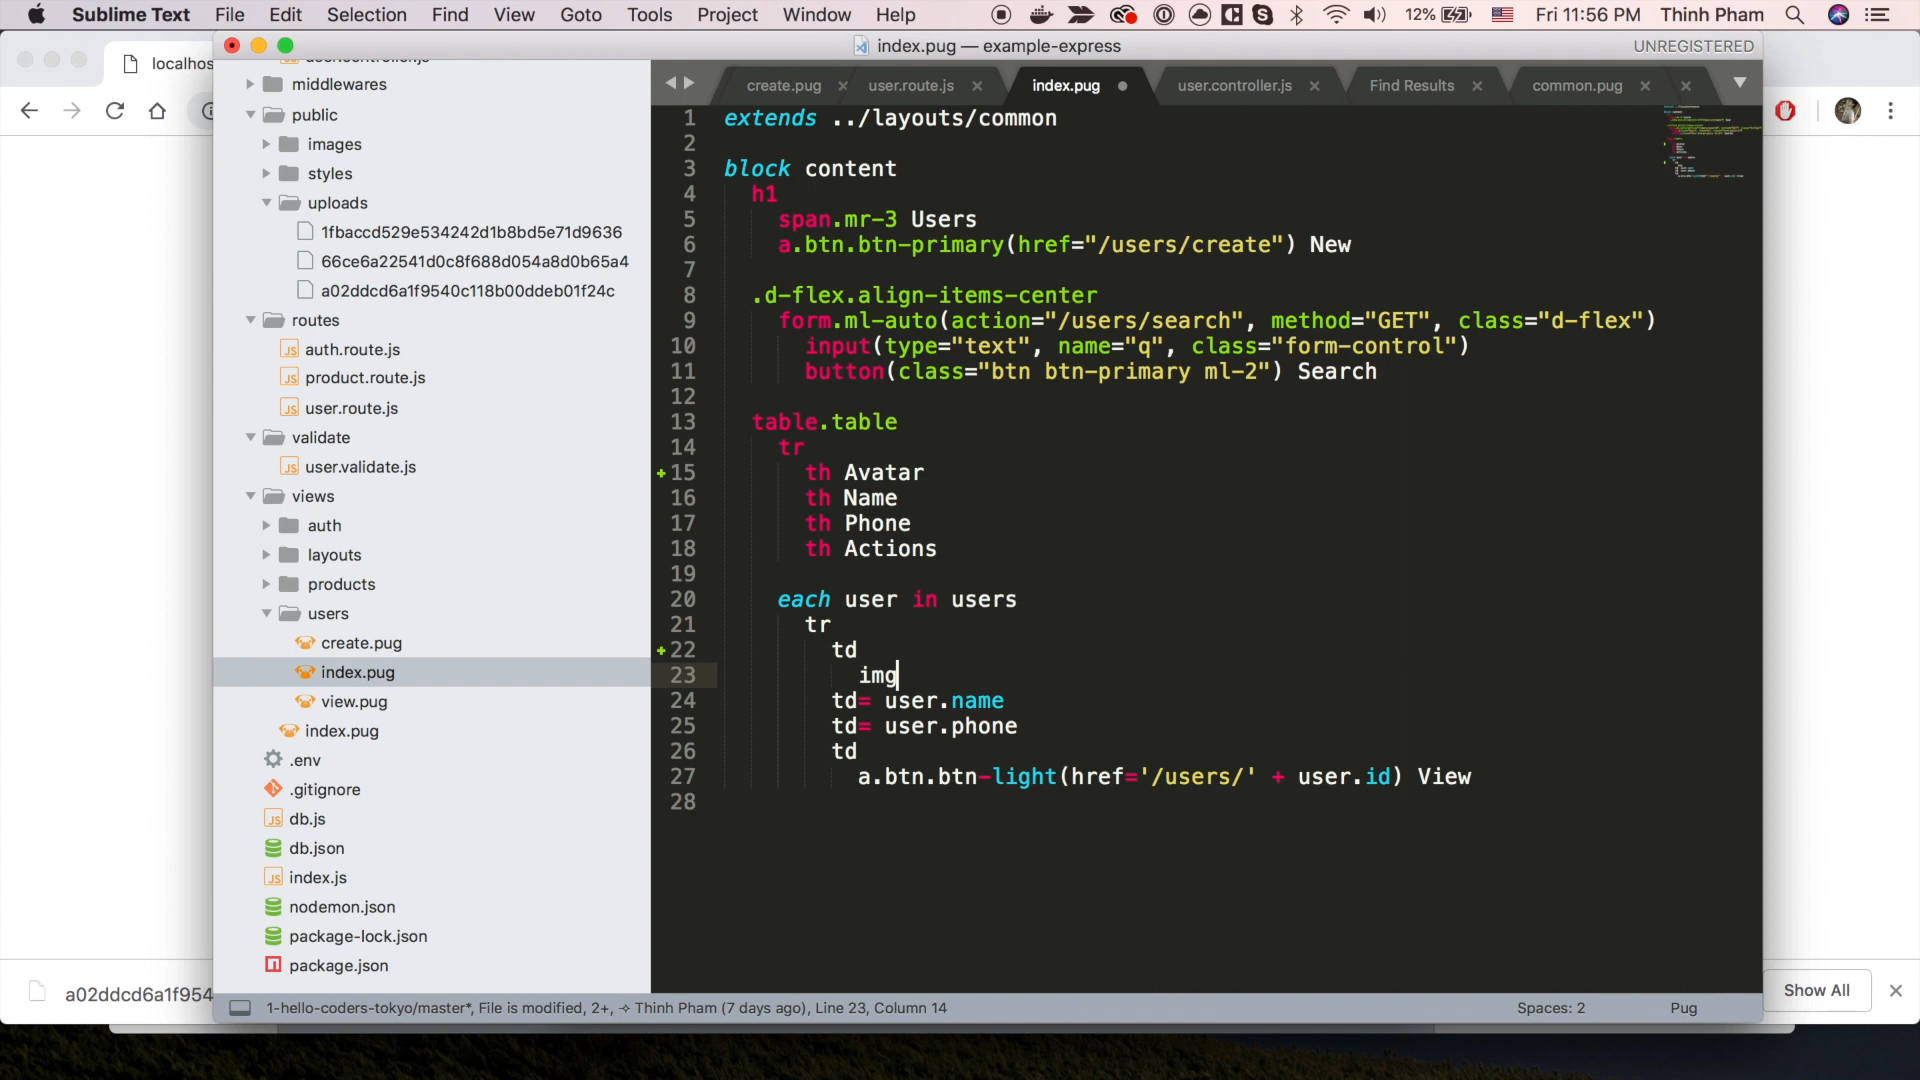 Sublime Text File Edit Selection Find View Goto Tools Project Window Help 12% Fri 11:56 PM Thinh Pham
index.pug — example-express UNREGISTERED
localhos
create.pug user.route.js index.pug user.controller.js Find Results common.pug
middlewares
public
images
styles
uploads
1fbaccd529e534242d1b8bd5e71d9636
66ce6a22541d0c8f688d054a8d0b65a4
a02ddcd6a1f9540c118b00ddeb01f24c
routes
auth.route.js
product.route.js
user.route.js
validate
user.validate.js
views
auth
layouts
products
users
create.pug
index.pug
view.pug
index.pug
.env
.gitignore
db.js
db.json
index.js
nodemon.json
package-lock.json
package.json
1 extends ../layouts/common
2
3 block content
4 h1
5 span.mr-3 Users
6 a.btn.btn-primary(href="/users/create") New
7
8 .d-flex.align-items-center
9 form.ml-auto(action="/users/search", method="GET", class="d-flex")
10 input(type="text", name="q", class="form-control")
11 button(class="btn btn-primary ml-2") Search
12
13 table.table
14 tr
15 th Avatar
16 th Name
17 th Phone
18 th Actions
19
20 each user in users
21 tr
22 td
23 img
24 td= user.name
25 td= user.phone
26 td
27 a.btn.btn-light(href='/users/' + user.id) View
28
a02ddcd6a1f954
Show All
1-hello-coders-tokyo/master*, File is modified, 2+, Thinh Pham (7 days ago), Line 23, Column 14 Spaces: 2 Pug